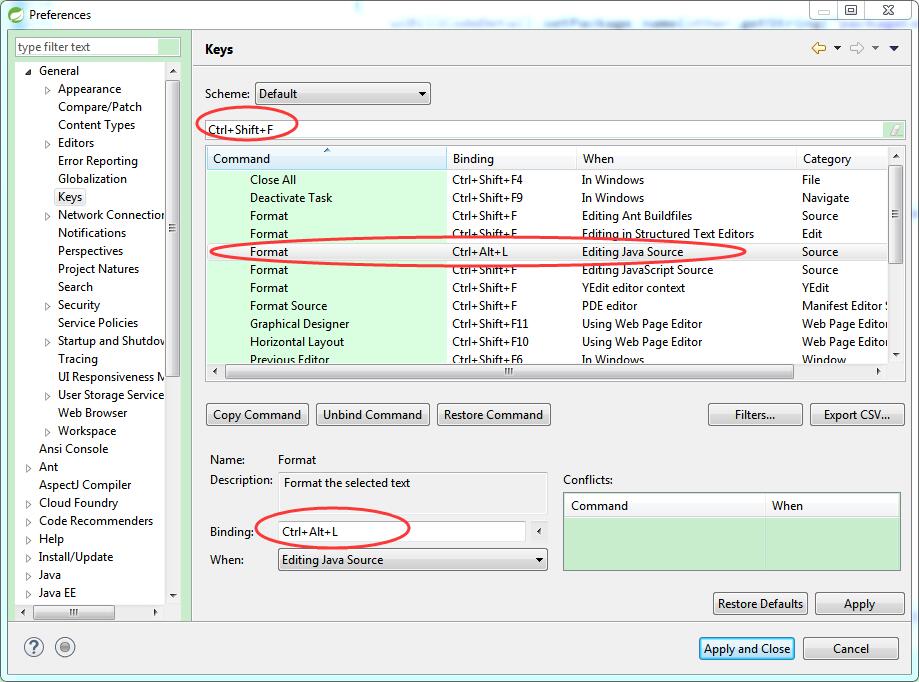 Preferences
type filter text
General
Appearance
Compare/Patch
Content Types
Editors
Error Reporting
Globalization
Keys
Network Connection
Notifications
Perspectives
Project Natures
Search
Security
Service Policies
Startup and Shutdow
Tracing
UI Responsiveness M
User Storage Service
Web Browser
Workspace
Ansi Console
Ant
AspectJ Compiler
Cloud Foundry
Code Recommenders
Help
Install/Update
Java
Java EE
Keys
Scheme: Default
Ctrl+Shift+F
Command Binding When Category
Close All Ctrl+Shift+F4 In Windows File
Deactivate Task Ctrl+Shift+F9 In Windows Navigate
Format Ctrl+Shift+F Editing Ant Buildfiles Source
Format Ctrl+Shift+F Editing in Structured Text Editors Edit
Format Ctrl+Alt+L Editing Java Source Source
Format Ctrl+Shift+F Editing JavaScript Source Source
Format Ctrl+Shift+F YEdit editor context YEdit
Format Source Ctrl+Shift+F PDE editor Manifest Editor S
Graphical Designer Ctrl+Shift+F11 Using Web Page Editor Web Page Editor
Horizontal Layout Ctrl+Shift+F10 Using Web Page Editor Web Page Editor
Previous Editor Ctrl+Shift+F6 In Windows Window
Copy Command Unbind Command Restore Command Filters... Export CSV...
Name: Format
Description: Format the selected text
Conflicts:
Command When
Binding: Ctrl+Alt+L
When: Editing Java Source
Restore Defaults Apply
Apply and Close Cancel